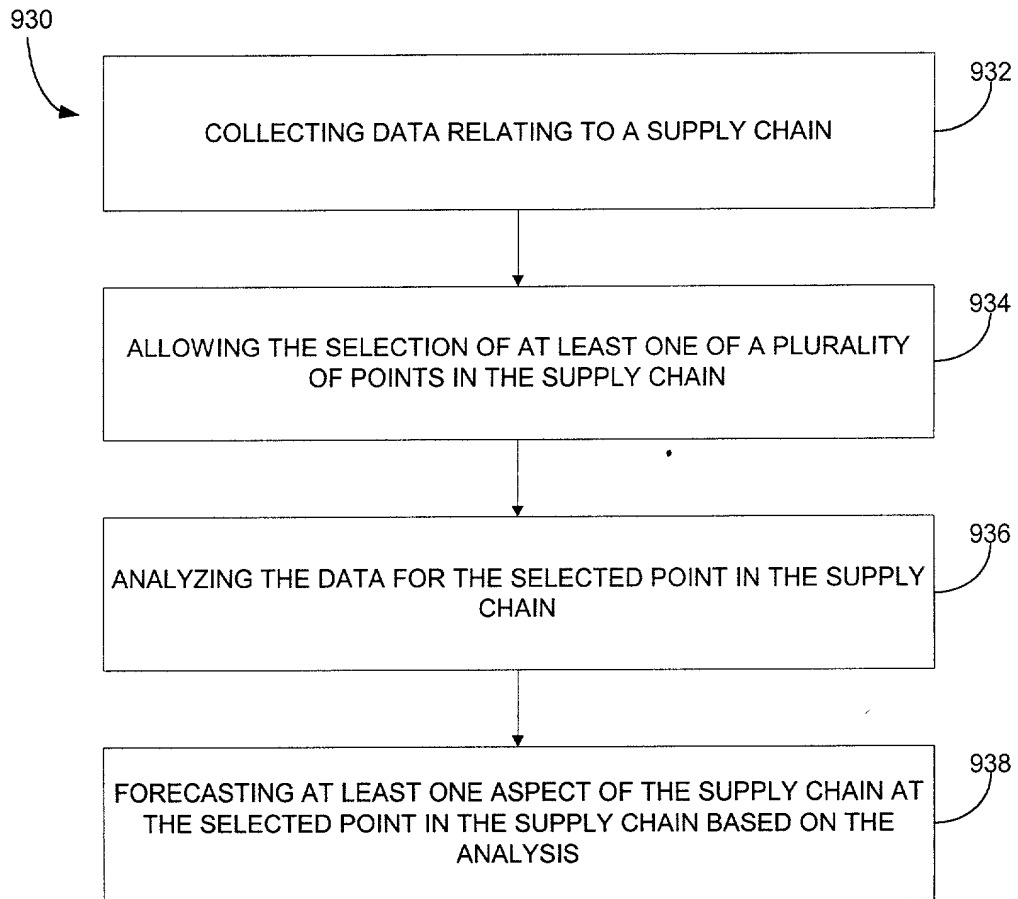 930
932
COLLECTING DATA RELATING TO A SUPPLY CHAIN
934
ALLOWING THE SELECTION OF AT LEAST ONE OF A PLURALITY
OF POINTS IN THE SUPPLY CHAIN
936
ANALYZING THE DATA FOR THE SELECTED POINT IN THE SUPPLY
CHAIN
938
FORECASTING AT LEAST ONE ASPECT OF THE SUPPLY CHAIN AT
THE SELECTED POINT IN THE SUPPLY CHAIN BASED ON THE
ANALYSIS